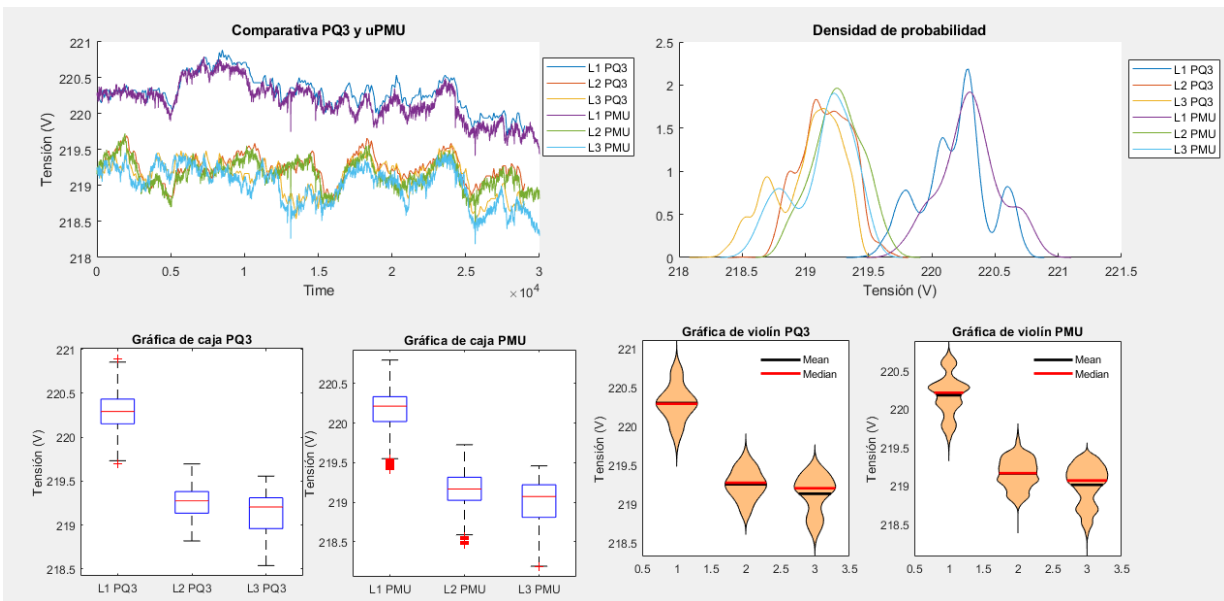 Comparativa PQ3 y uPMU
221
220.5
220
219.5
219
218.5
218
Tensión (V)
0
0.5
1
1.5
2
2.5
3
Time
×10⁴
L1 PQ3
L2 PQ3
L3 PQ3
L1 PMU
L2 PMU
L3 PMU
Densidad de probabilidad
2.5
2
1.5
1
0.5
0
218
218.5
219
219.5
220
220.5
221
221.5
Tensión (V)
L1 PQ3
L2 PQ3
L3 PQ3
L1 PMU
L2 PMU
L3 PMU
Gráfica de caja PQ3
221
220.5
220
219.5
219
218.5
Tensión (V)
L1 PQ3
L2 PQ3
L3 PQ3
Gráfica de caja PMU
220.5
220
219.5
219
218.5
Tensión (V)
L1 PMU
L2 PMU
L3 PMU
Gráfica de violín PQ3
221
220.5
220
219.5
219
218.5
Tensión (V)
Mean
Median
0.5
1
1.5
2
2.5
3
3.5
Gráfica de violín PMU
220.5
220
219.5
219
218.5
Tensión (V)
Mean
Median
0.5
1
1.5
2
2.5
3
3.5